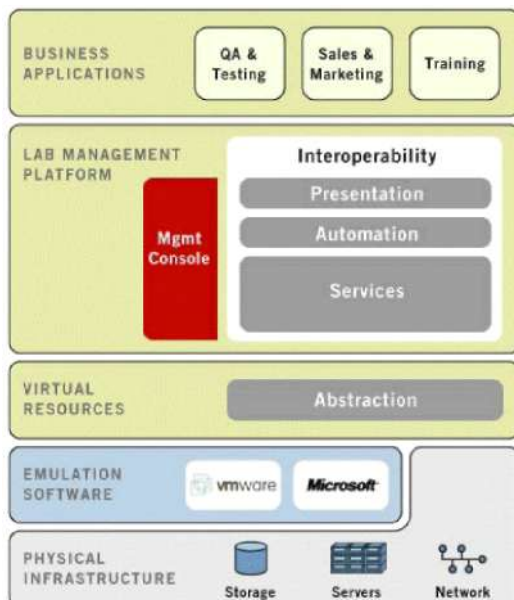 BUSINESS
APPLICATIONS
QA &
Testing
Sales &
Marketing
Training
LAB MANAGEMENT
PLATFORM
Interoperability
Presentation
Mgmt
Console
Automation
Services
VIRTUAL
RESOURCES
Abstraction
EMULATION
SOFTWARE
vmware
Microsoft
PHYSICAL
INFRASTRUCTURE
Storage
Servers
Network